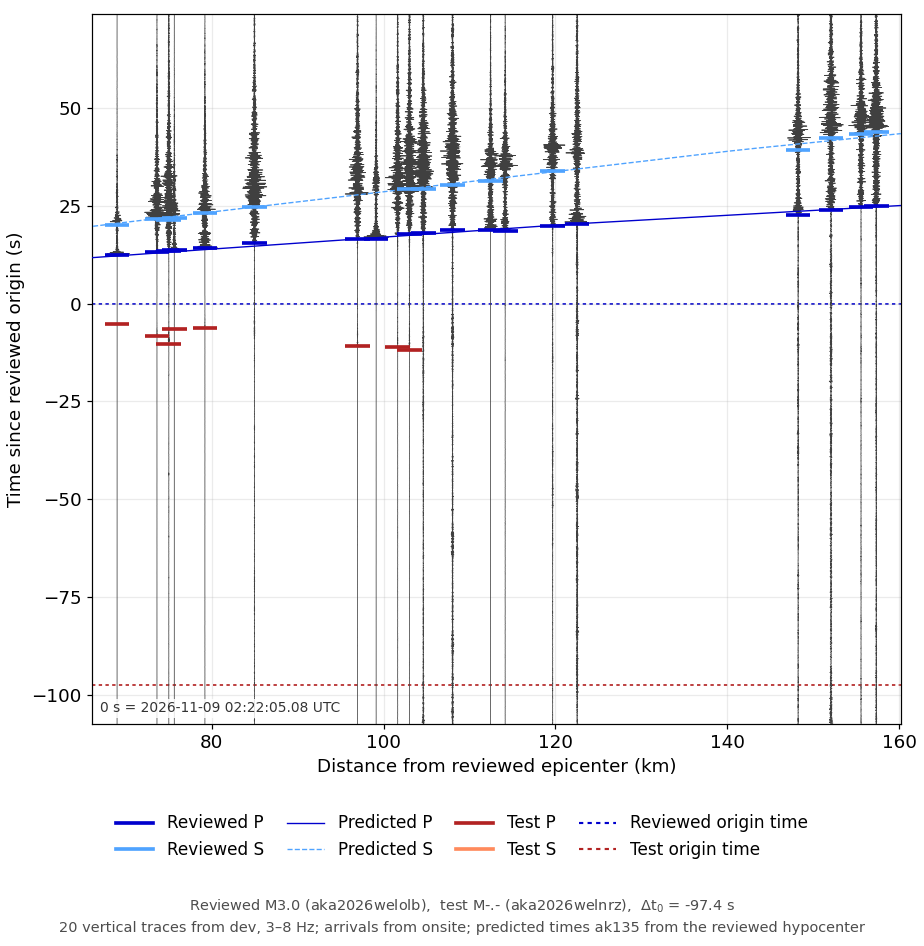 50
25
0
−25
−50
−75
−100
Time since reviewed origin (s)
0 s = 2026-11-09 02:22:05.08 UTC
80 100 120 140 160
Distance from reviewed epicenter (km)
Reviewed P Predicted P Test P Reviewed origin time
Reviewed S Predicted S Test S Test origin time
Reviewed M3.0 (aka2026welolb), test M-.- (aka2026welnrz), Δt₀ = -97.4 s
20 vertical traces from dev, 3–8 Hz; arrivals from onsite; predicted times ak135 from the reviewed hypocenter